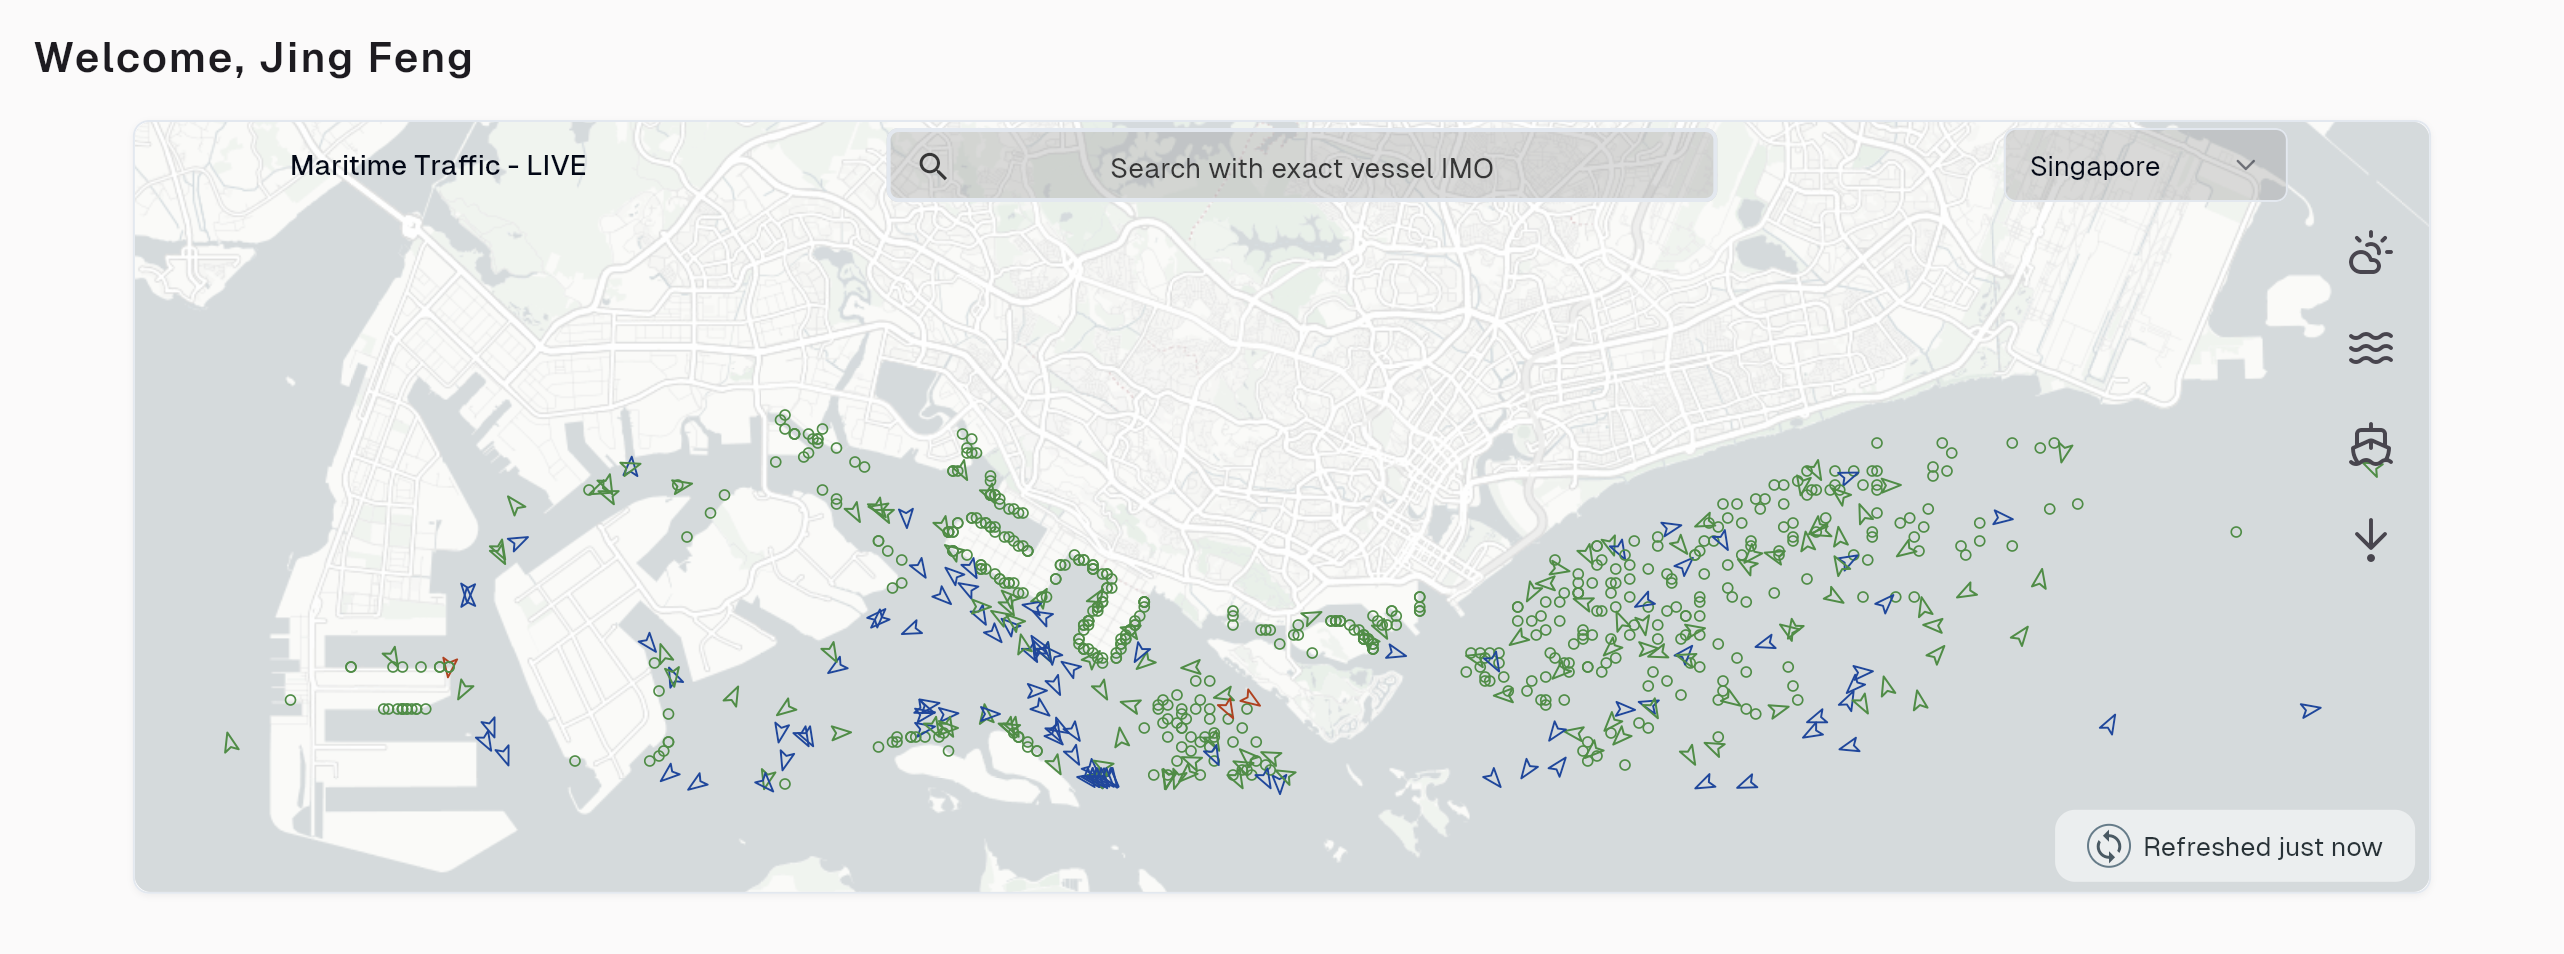 Welcome, Jing Feng
Maritime Traffic - LIVE
Search with exact vessel IMO
Singapore
Refreshed just now